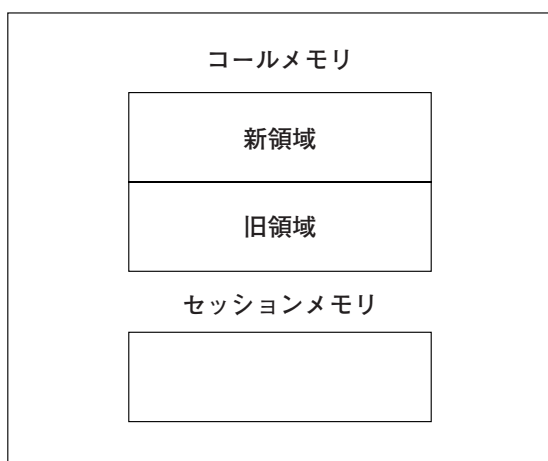 コールメモリ
新領域
旧領域
セッションメモリ